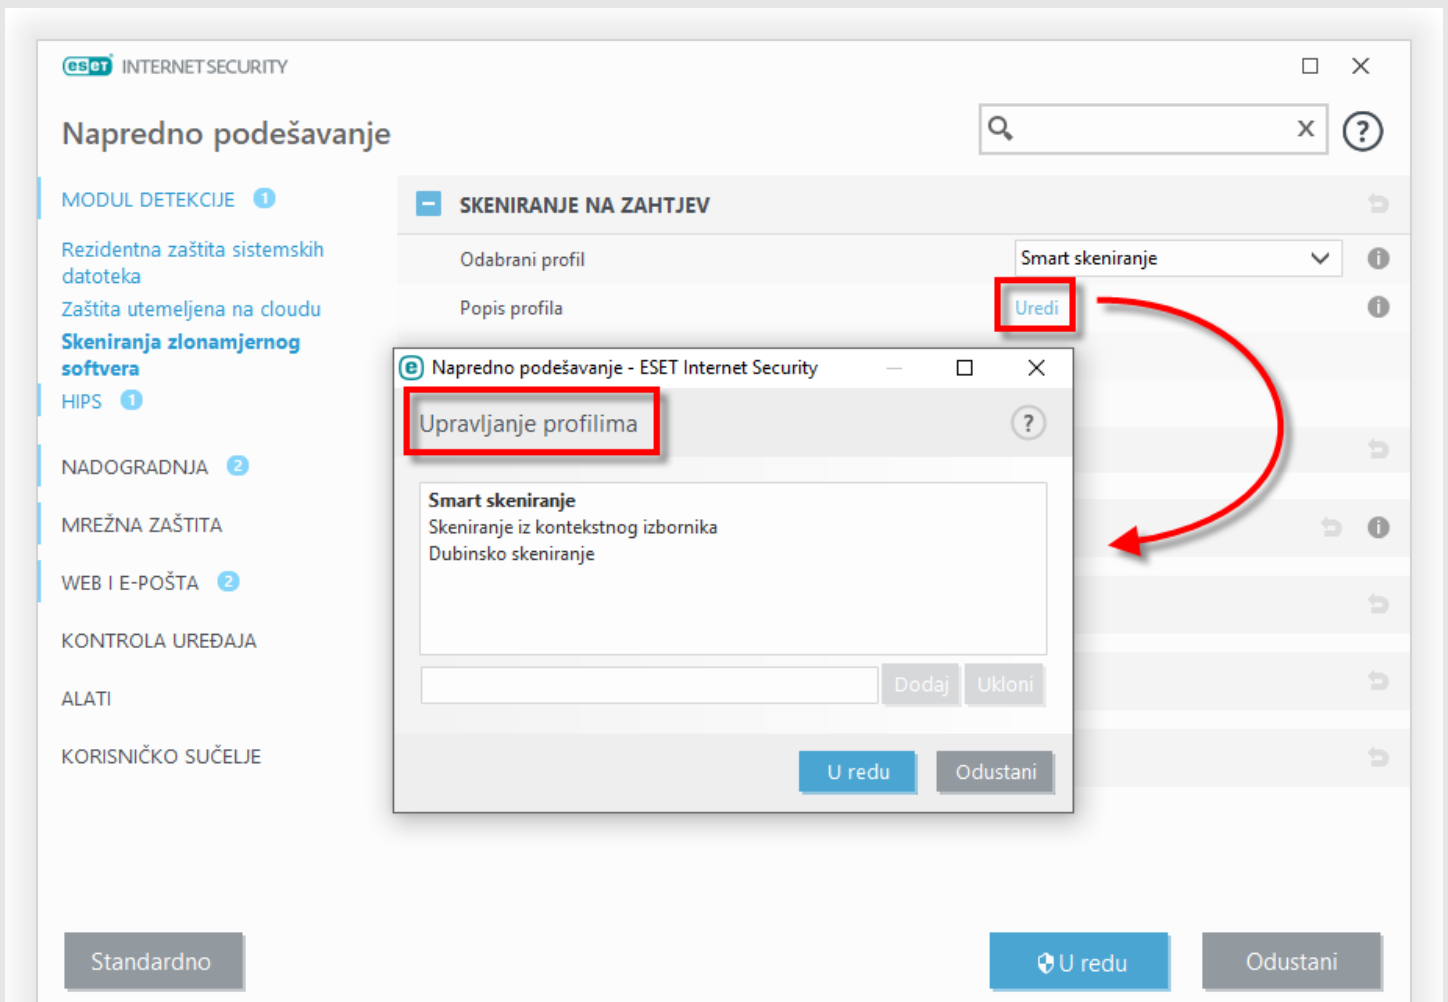 eset INTERNET SECURITY
Napredno podešavanje
x
?
MODUL DETEKCIJE 1
Rezidentna zaštita sistemskih
datoteka
Zaštita utemeljena na cloudu
Skeniranja zlonamjernog
softvera
HIPS 1
NADOGRADNJA 2
MREŽNA ZAŠTITA
WEB I E-POŠTA 2
KONTROLA UREĐAJA
ALATI
KORISNIČKO SUČELJE
SKENIRANJE NA ZAHTJEV
Odabrani profil
Smart skeniranje
i
Popis profila
Uredi
i
i
e Napredno podešavanje - ESET Internet Security
Upravljanje profilima
?
Smart skeniranje
Skeniranje iz kontekstnog izbornika
Dubinsko skeniranje
Dodaj
Ukloni
U redu
Odustani
Standardno
U redu
Odustani